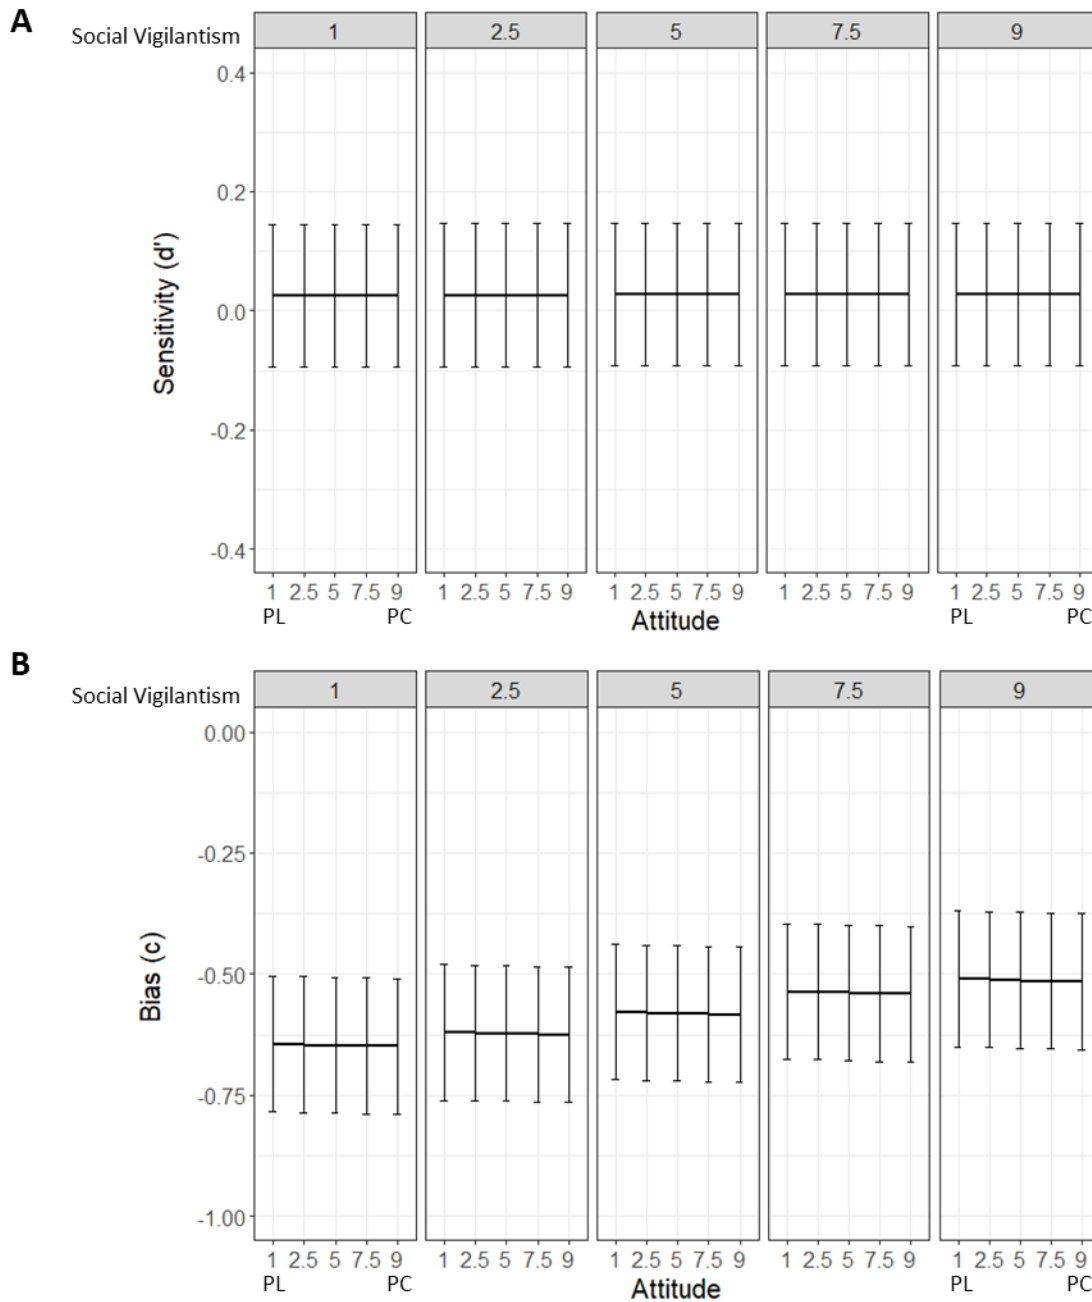 A
Social Vigilantism 1 2.5 5 7.5 9
0.4
0.2
0.0
-0.2
-0.4
Sensitivity (d')
1 2.5 5 7.5 9 1 2.5 5 7.5 9 1 2.5 5 7.5 9 1 2.5 5 7.5 9 1 2.5 5 7.5 9
PL PC PL PC
Attitude
B
Social Vigilantism 1 2.5 5 7.5 9
0.00
-0.25
-0.50
-0.75
-1.00
Bias (c)
1 2.5 5 7.5 9 1 2.5 5 7.5 9 1 2.5 5 7.5 9 1 2.5 5 7.5 9 1 2.5 5 7.5 9
PL PC PL PC
Attitude